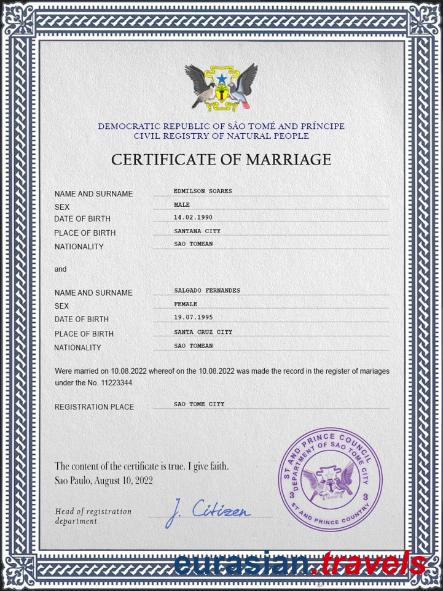 DEMOCRATIC REPUBLIC OF SÃO TOMÉ AND PRÍNCIPE
CIVIL REGISTRY OF NATURAL PEOPLE
CERTIFICATE OF MARRIAGE
NAME AND SURNAME EDMILSON SOARES
SEX MALE
DATE OF BIRTH 14.02.1990
PLACE OF BIRTH SANTANA CITY
NATIONALITY SAO TOMEAN
and
NAME AND SURNAME SALGADO FERNANDES
SEX FEMALE
DATE OF BIRTH 19.07.1995
PLACE OF BIRTH SANTA CRUZ CITY
NATIONALITY SAO TOMEAN
Were married on 10.08.2022 whereof on the 10.08.2022 was made the record in the register of mariages
under the No. 11223344
REGISTRATION PLACE SAO TOME CITY
The content of the certificate is true. I give faith.
Sao Paulo, August 10, 2022
Head of registration
department
J. Citizen
ST AND PRINCE COUNCIL
DEPARTMENT OF SAO TOME CITY
3 3
ST AND PRINCE COUNTRY
eurasian.travels